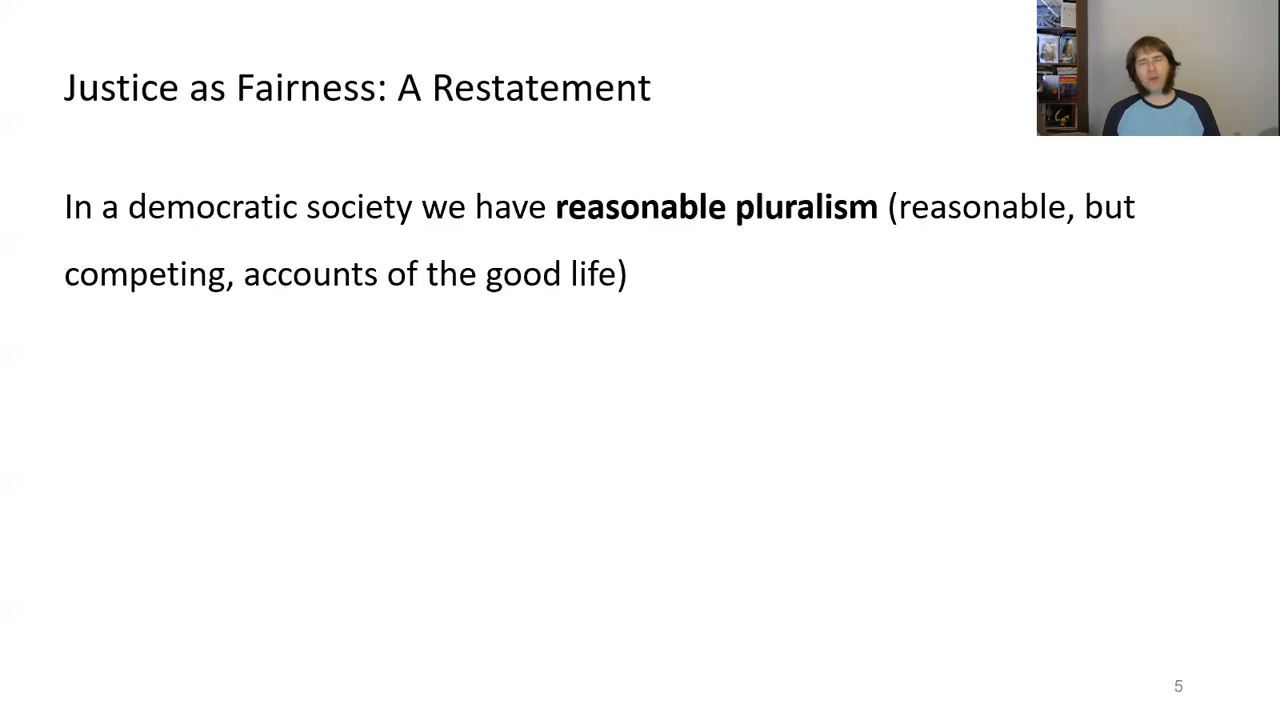 Justice as Fairness: A Restatement
In a democratic society we have reasonable pluralism (reasonable, but
competing, accounts of the good life)
5